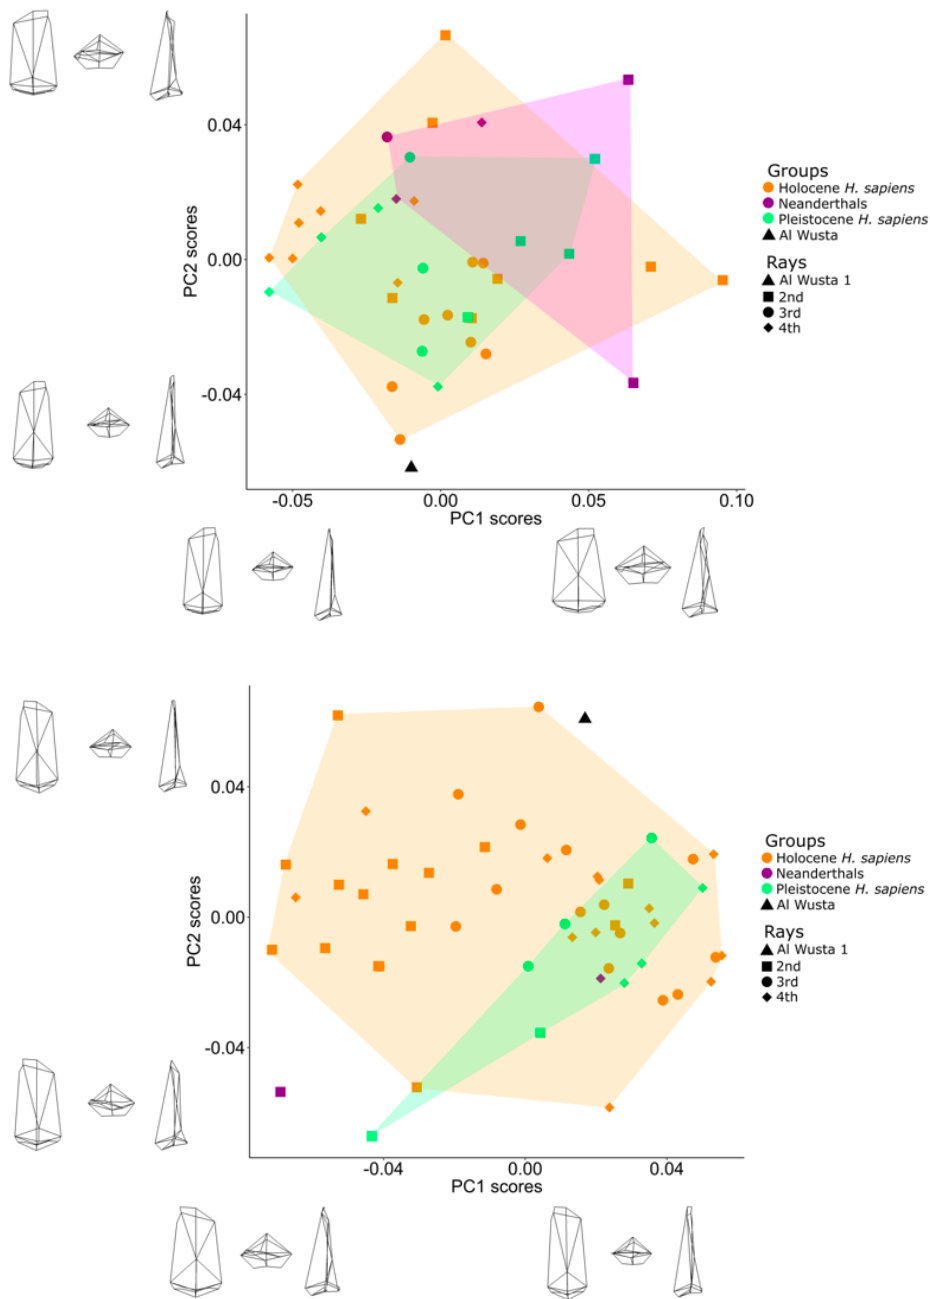 0.04
0.00
-0.04
PC2 scores
-0.05
0.00
0.05
0.10
PC1 scores
Groups
Holocene H. sapiens
Neanderthals
Pleistocene H. sapiens
Al Wusta
Rays
Al Wusta 1
2nd
3rd
4th
0.04
0.00
-0.04
PC2 scores
-0.04
0.00
0.04
PC1 scores
Groups
Holocene H. sapiens
Neanderthals
Pleistocene H. sapiens
Al Wusta
Rays
Al Wusta 1
2nd
3rd
4th